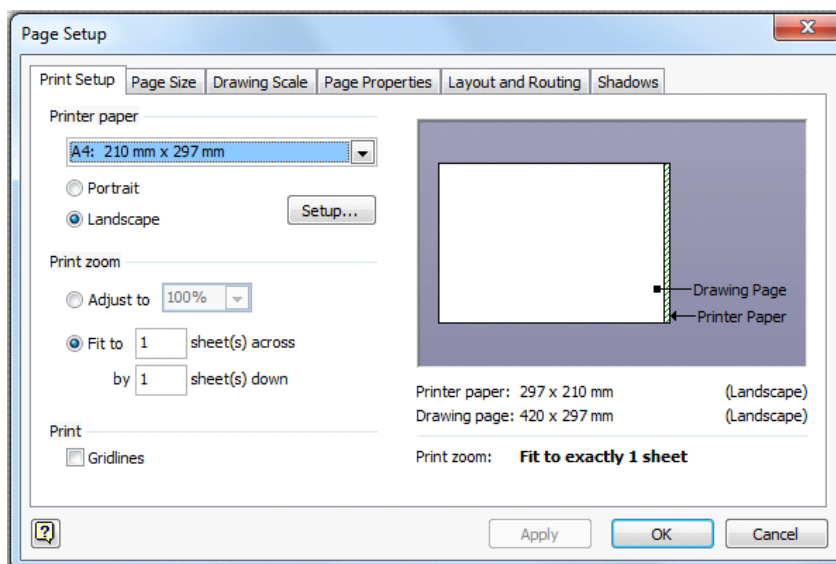 Page Setup
Print Setup Page Size Drawing Scale Page Properties Layout and Routing Shadows
Printer paper
A4: 210 mm x 297 mm
Portrait
Landscape
Setup...
Print zoom
Adjust to 100%
Fit to 1 sheet(s) across
by 1 sheet(s) down
Print
Gridlines
Drawing Page
Printer Paper
Printer paper: 297 x 210 mm (Landscape)
Drawing page: 420 x 297 mm (Landscape)
Print zoom: Fit to exactly 1 sheet
Apply OK Cancel